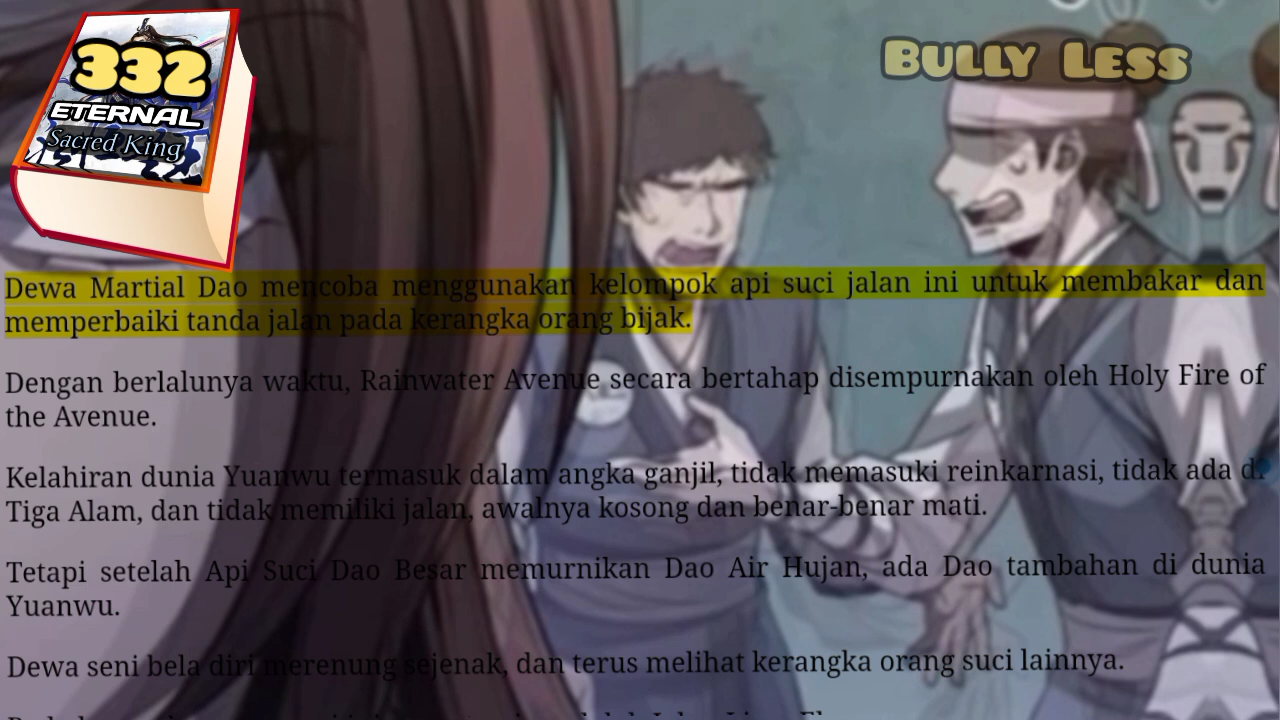 332
ETERNAL
Sacred King
Bully Less
Dewa Martial Dao mencoba menggunakan kelompok api suci jalan ini untuk membakar dan
memperbaiki tanda jalan pada kerangka orang bijak.
Dengan berlalunya waktu, Rainwater Avenue secara bertahap disempurnakan oleh Holy Fire of
the Avenue.
Kelahiran dunia Yuanwu termasuk dalam angka ganjil, tidak memasuki reinkarnasi, tidak ada di
Tiga Alam, dan tidak memiliki jalan, awalnya kosong dan benar-benar mati.
Tetapi setelah Api Suci Dao Besar memurnikan Dao Air Hujan, ada Dao tambahan di dunia
Yuanwu.
Dewa seni bela diri merenung sejenak, dan terus melihat kerangka orang suci lainnya.